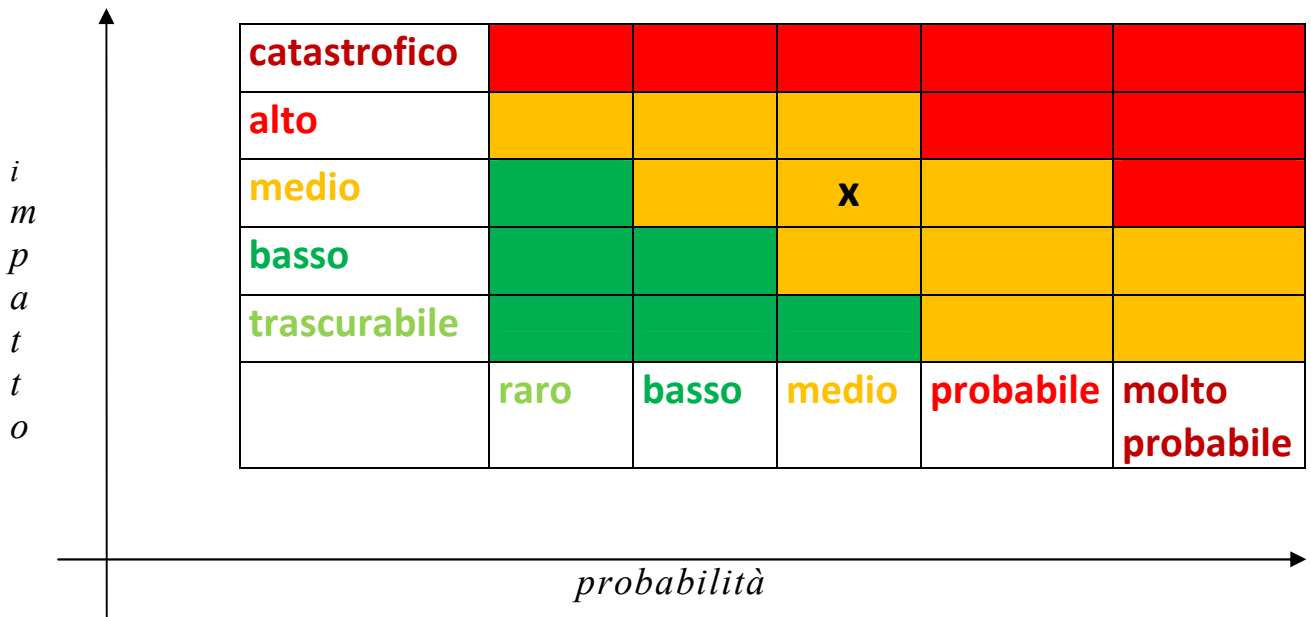 i
m
p
a
t
t
o
catastrofico
alto
medio
x
basso
trascurabile
raro
basso
medio
probabile
molto
probabile
probabilità